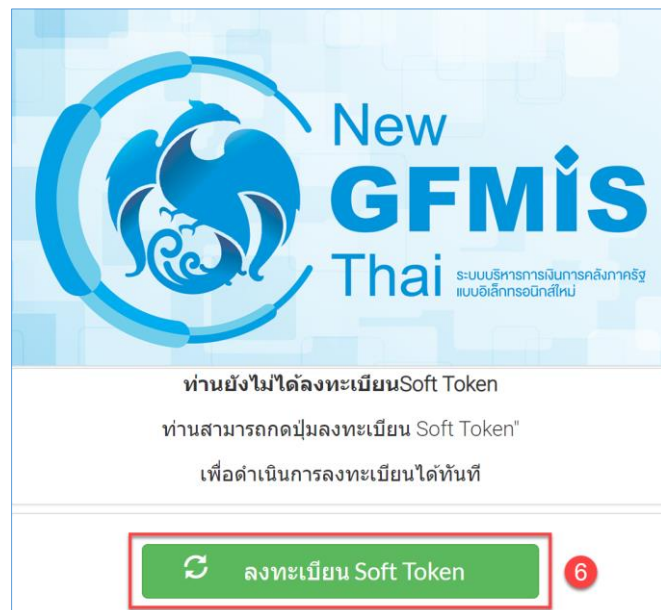 New
GFMIS
Thai ระบบบริหารการเงินการคลังภาครัฐ
แบบอิเล็กทรอนิกส์ใหม่
ท่านยังไม่ได้ลงทะเบียนSoft Token
ท่านสามารถกดปุ่มลงทะเบียน Soft Token"
เพื่อดำเนินการลงทะเบียนได้ทันที
ลงทะเบียน Soft Token 6